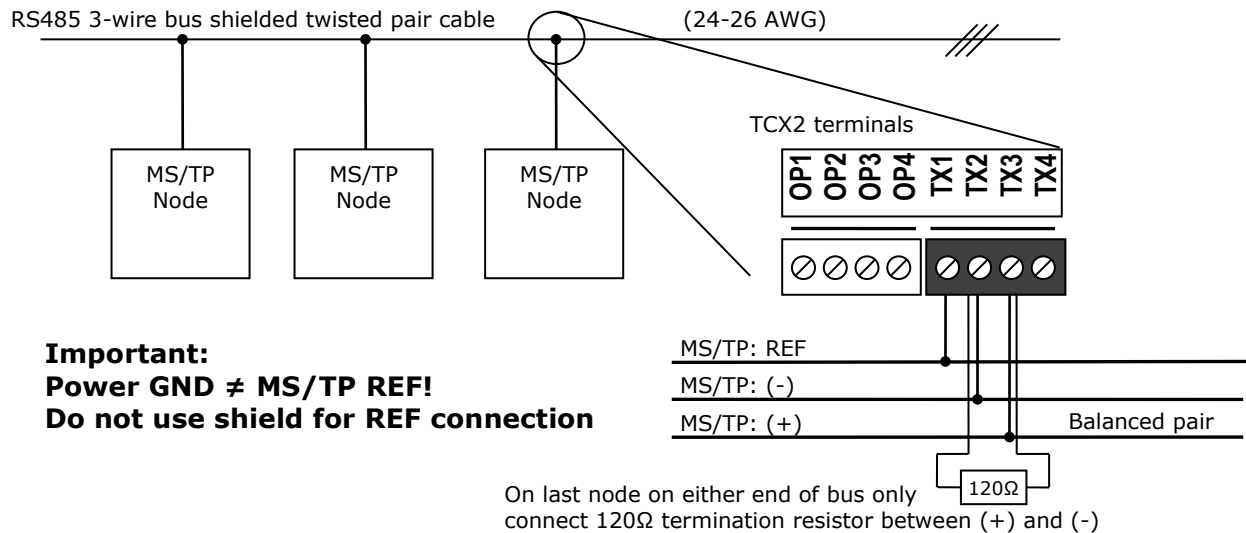 RS485 3-wire bus shielded twisted pair cable (24-26 AWG)
TCX2 terminals
MS/TP
Node
MS/TP
Node
MS/TP
Node
OP1 OP2 OP3 OP4 TX1 TX2 TX3 TX4
Important:
Power GND ≠ MS/TP REF!
Do not use shield for REF connection
MS/TP: REF
MS/TP: (-)
MS/TP: (+) Balanced pair
120Ω
On last node on either end of bus only
connect 120Ω termination resistor between (+) and (-)